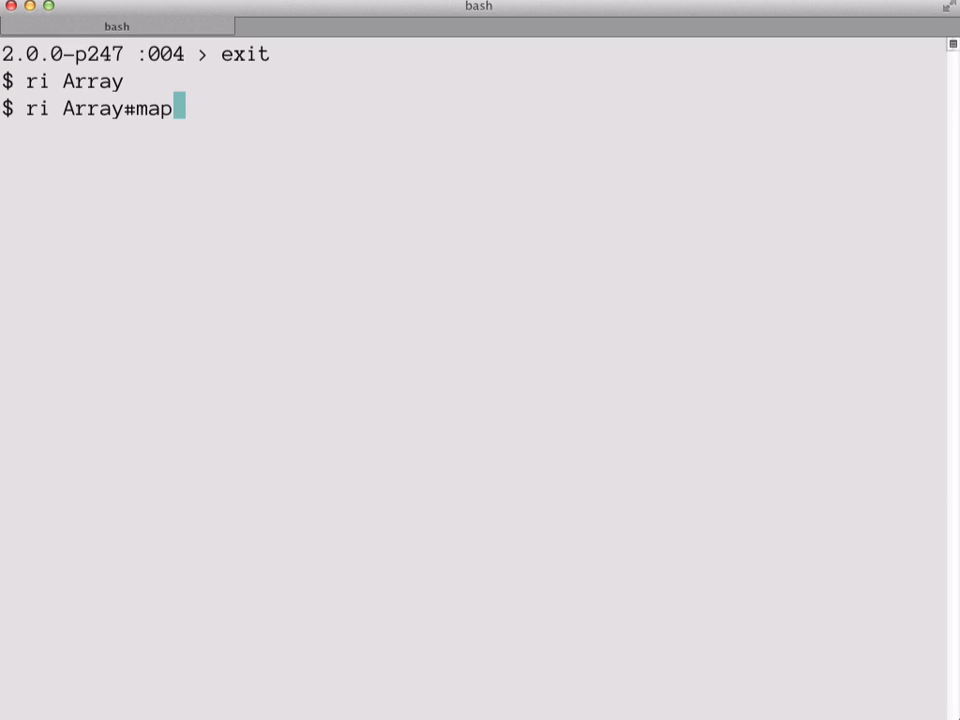 bash
bash
2.0.0-p247 :004 > exit
$ ri Array
$ ri Array#map